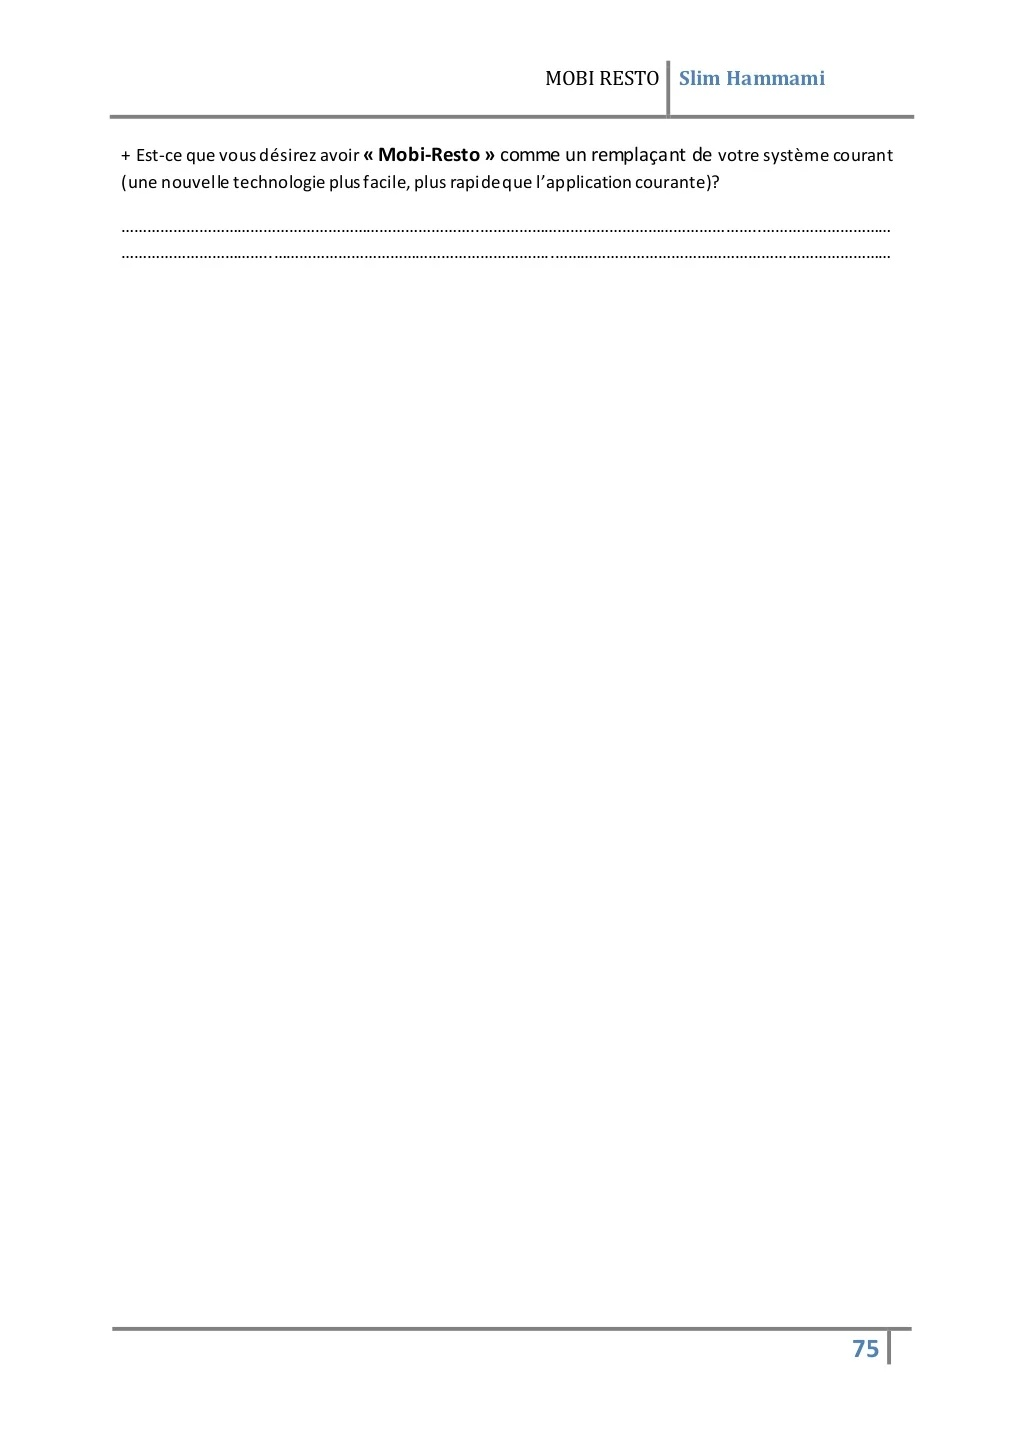 MOBI RESTO Slim Hammami
+ Est-ce que vous désirez avoir « Mobi-Resto » comme un remplaçant de votre système courant
(une nouvelle technologie plus facile, plus rapide que l’application courante)?
………………………………………………………………………..…………………………………………………….…..…………………………
……………………………..………………………………………………………..………………………………………………………………………
75